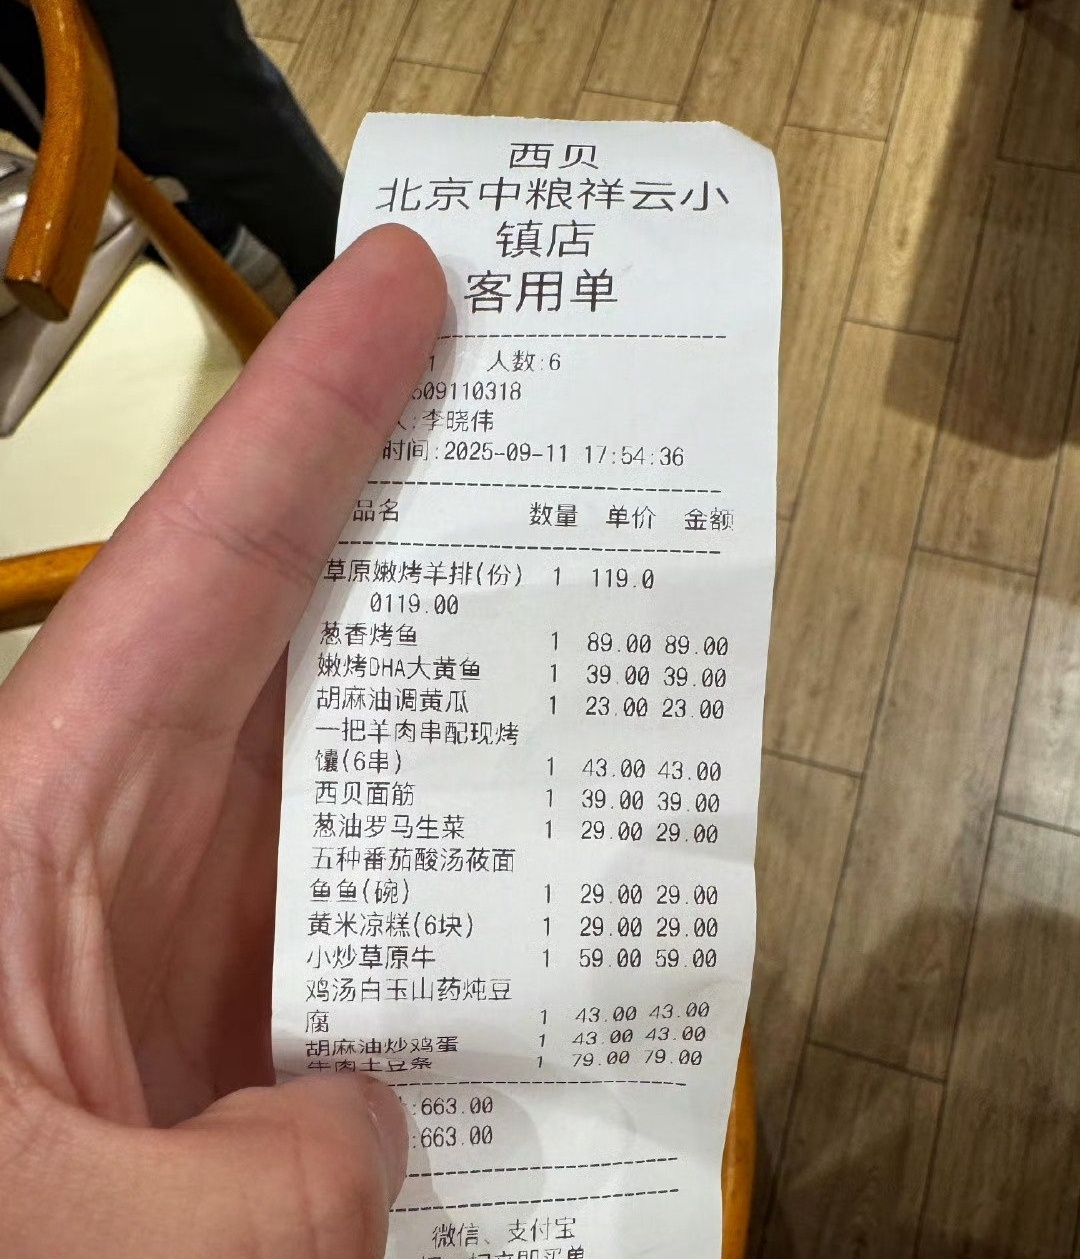 西贝
北京中粮祥云小
镇店
客用单
1 人数:6
509110318
人:李晓伟
时间:2025-09-11 17:54:36
品名 数量 单价 金额
草原嫩烤羊排(份) 1 119.0
0119.00
葱香烤鱼 1 89.00 89.00
嫩烤DHA大黄鱼 1 39.00 39.00
胡麻油调黄瓜 1 23.00 23.00
一把羊肉串配现烤
馕(6串) 1 43.00 43.00
西贝面筋 1 39.00 39.00
葱油罗马生菜 1 29.00 29.00
五种番茄酸汤莜面
鱼鱼(碗) 1 29.00 29.00
黄米凉糕(6块) 1 29.00 29.00
小炒草原牛 1 59.00 59.00
鸡汤白玉山药炖豆
腐 1 43.00 43.00
胡麻油炒鸡蛋 1 43.00 43.00
牛肉土豆条 1 79.00 79.00
:663.00
:663.00
微信、支付宝